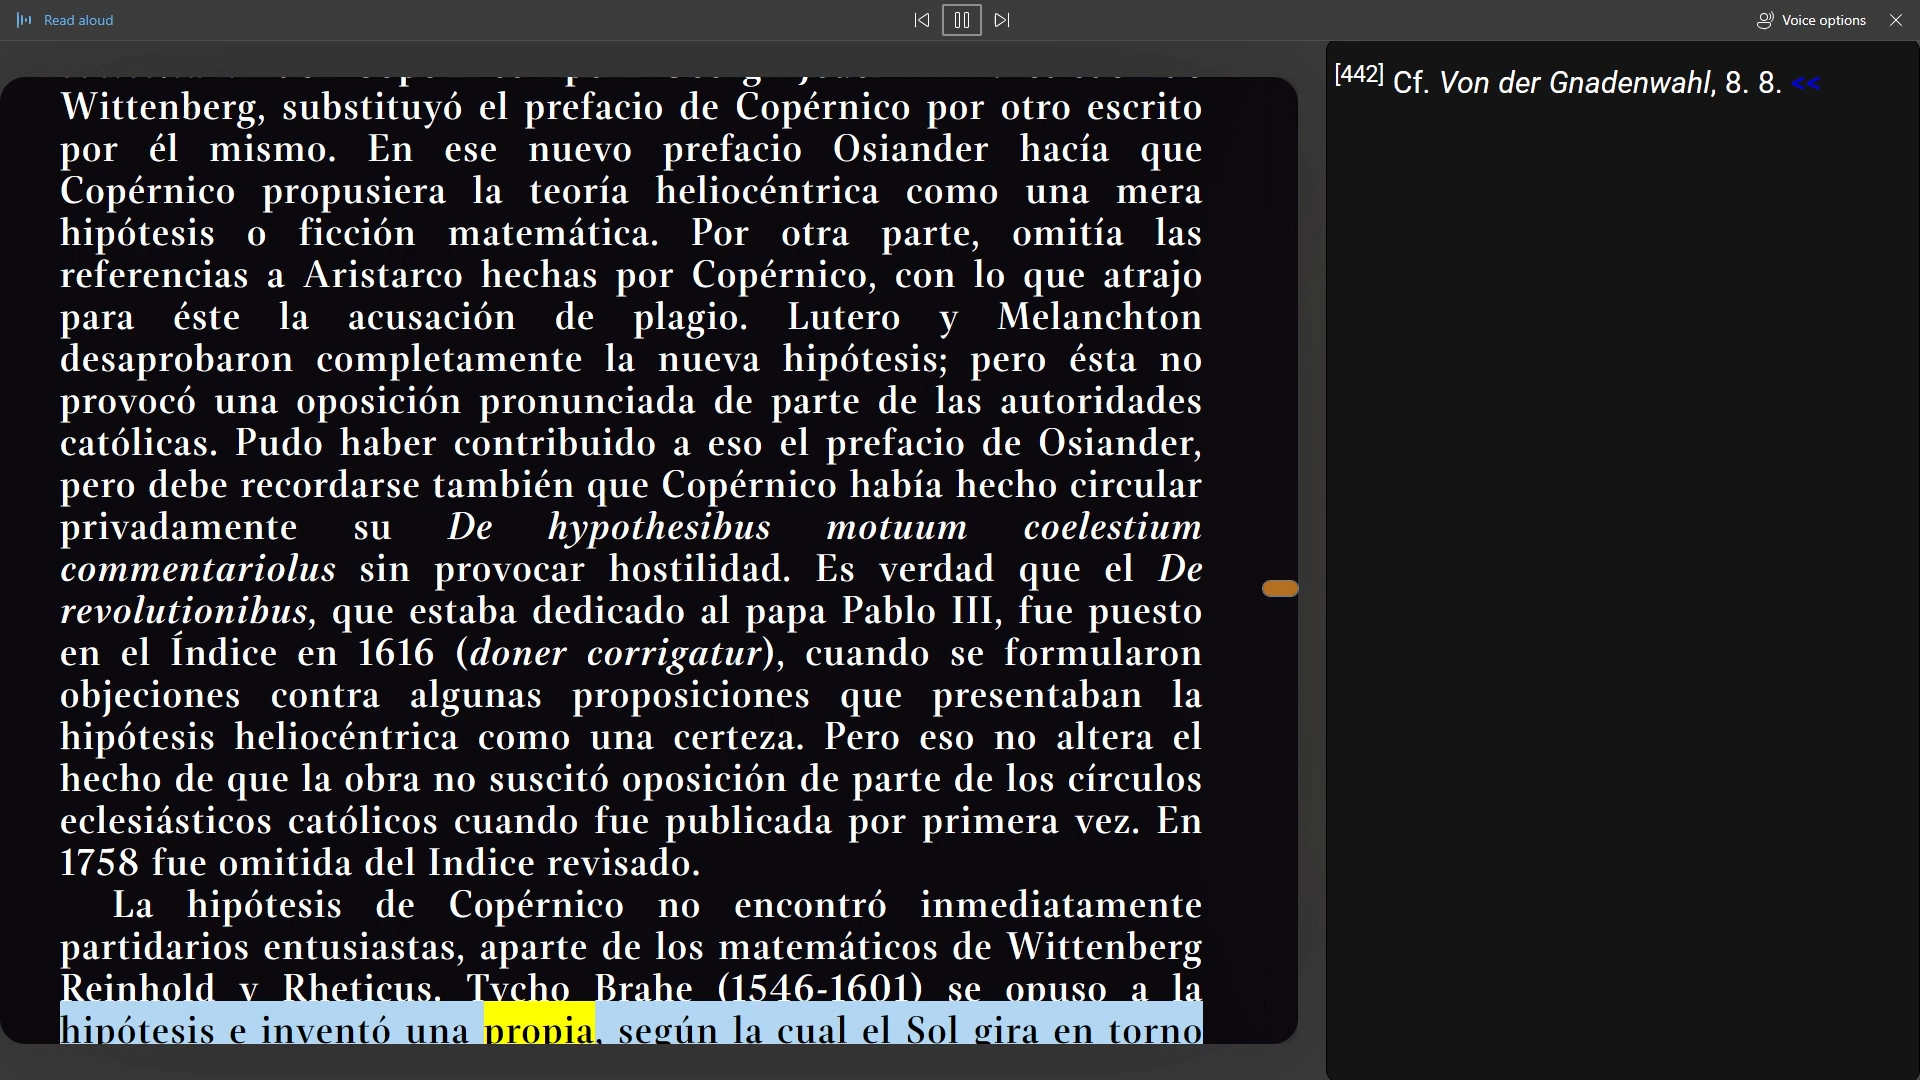 Read aloud
Voice options
Wittenberg, substituyó el prefacio de Copérnico por otro escrito
por él mismo. En ese nuevo prefacio Osiander hacía que
Copérnico propusiera la teoría heliocéntrica como una mera
hipótesis o ficción matemática. Por otra parte, omitía las
referencias a Aristarco hechas por Copérnico, con lo que atrajo
para éste la acusación de plagio. Lutero y Melanchton
desaprobaron completamente la nueva hipótesis; pero ésta no
provocó una oposición pronunciada de parte de las autoridades
católicas. Pudo haber contribuido a eso el prefacio de Osiander,
pero debe recordarse también que Copérnico había hecho circular
privadamente su De hypothesibus motuum coelestium
commentariolus sin provocar hostilidad. Es verdad que el De
revolutionibus, que estaba dedicado al papa Pablo III, fue puesto
en el Índice en 1616 (doner corrigatur), cuando se formularon
objeciones contra algunas proposiciones que presentaban la
hipótesis heliocéntrica como una certeza. Pero eso no altera el
hecho de que la obra no suscitó oposición de parte de los círculos
eclesiásticos católicos cuando fue publicada por primera vez. En
1758 fue omitida del Indice revisado.
La hipótesis de Copérnico no encontró inmediatamente
partidarios entusiastas, aparte de los matemáticos de Wittenberg
Reinhold y Rheticus. Tycho Brahe (1546-1601) se opuso a la
hipótesis e inventó una propia, según la cual el Sol gira en torno
[442] Cf. Von der Gnadenwahl, 8. 8. <<